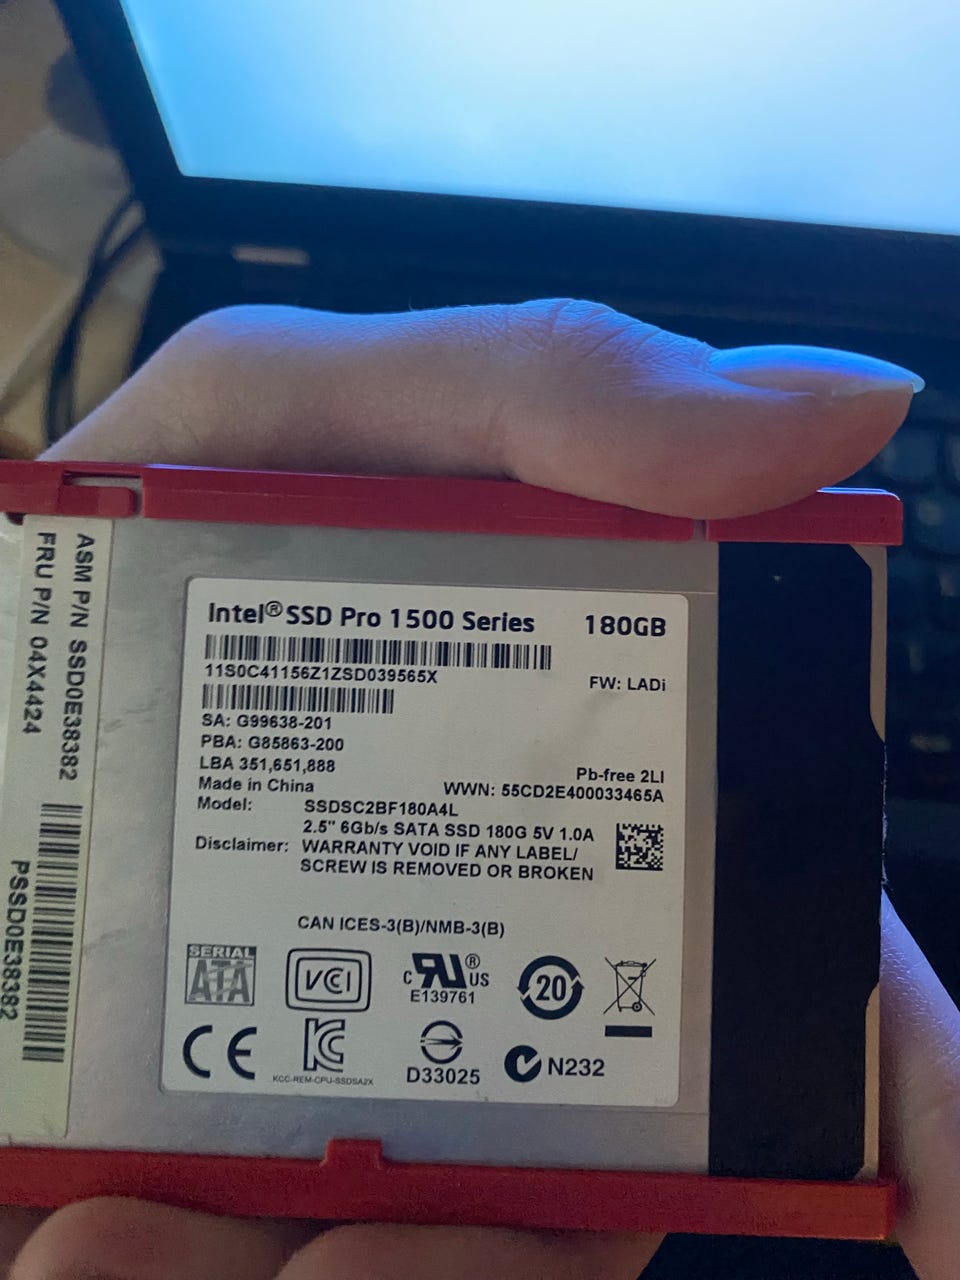 ASM P/N SSD0E38382
FRU P/N 04X4424
PSSD0E38382
Intel® SSD Pro 1500 Series 180GB
11S0C41156Z1ZSD039565X
FW: LADi
SA: G99638-201
PBA: G85863-200
LBA 351,651,888
Pb-free 2LI
Made in China
WWN: 55CD2E400033465A
Model: SSDSC2BF180A4L
2.5" 6Gb/s SATA SSD 180G 5V 1.0A
Disclaimer: WARRANTY VOID IF ANY LABEL/
SCREW IS REMOVED OR BROKEN
CAN ICES-3(B)/NMB-3(B)
SERIAL
ATA
VCI
c RU® US
E139761
20
CE
KC
KCC-REM-CPU-SSDSA2X
D33025
N232